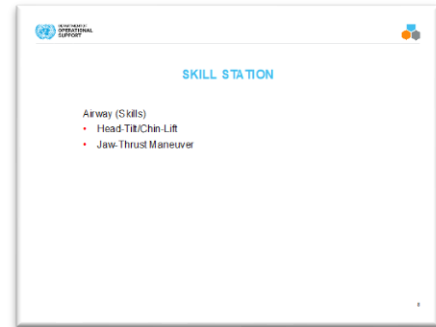 DEPARTMENT OF
OPERATIONAL
SUPPORT
SKILL STATION
Airway (Skills)
• Head-Tilt/Chin-Lift
• Jaw-Thrust Maneuver